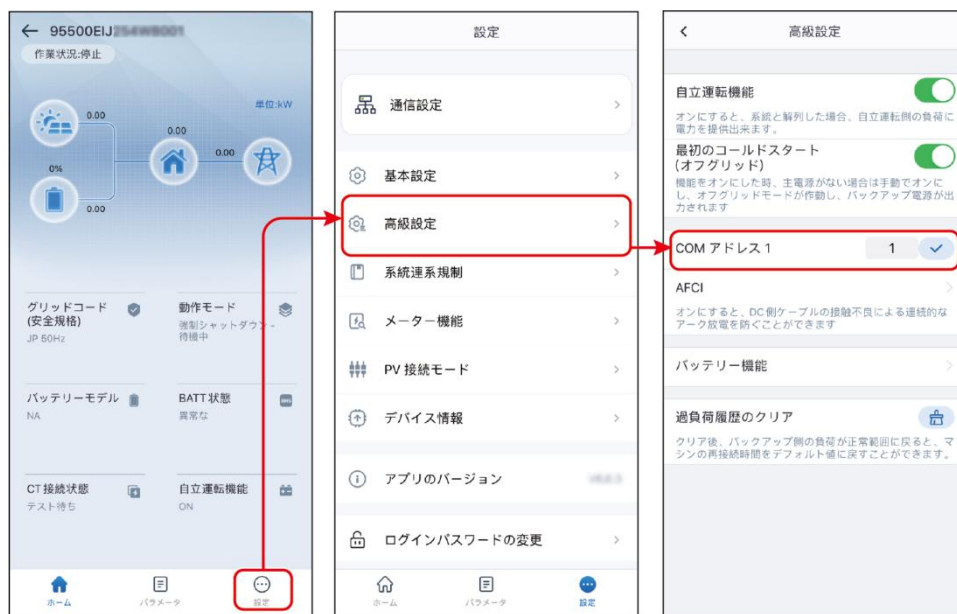 95500EIJ
作業状況:停止
単位:kW
0.00
0.00
0.00
0%
0.00
グリッドコード
(安全規格)
JP 50Hz
動作モード
強制シャットダウン -
待機中
バッテリーモデル
NA
BATT 状態
異常な
CT 接続状態
テスト待ち
自立運転機能
ON
ホーム
パラメータ
設定
設定
通信設定
基本設定
高級設定
系統連系規制
メーター機能
PV 接続モード
デバイス情報
アプリのバージョン
ログインパスワードの変更
ホーム
パラメータ
設定
高級設定
自立運転機能
オンにすると、系統と解列した場合、自立運転側の負荷に
電力を提供出来ます。
最初のコールドスタート
(オフグリッド)
機能をオンにした時、主電源がない場合は手動でオンに
し、オフグリッドモードが作動し、バックアップ電源が出
力されます
COM アドレス 1
1
AFCI
オンにすると、DC 側ケーブルの接触不良による連続的な
アーク放電を防ぐことができます
バッテリー機能
過負荷履歴のクリア
クリア後、バックアップ側の負荷が正常範囲に戻ると、マ
シンの再接続時間をデフォルト値に戻すことができます。